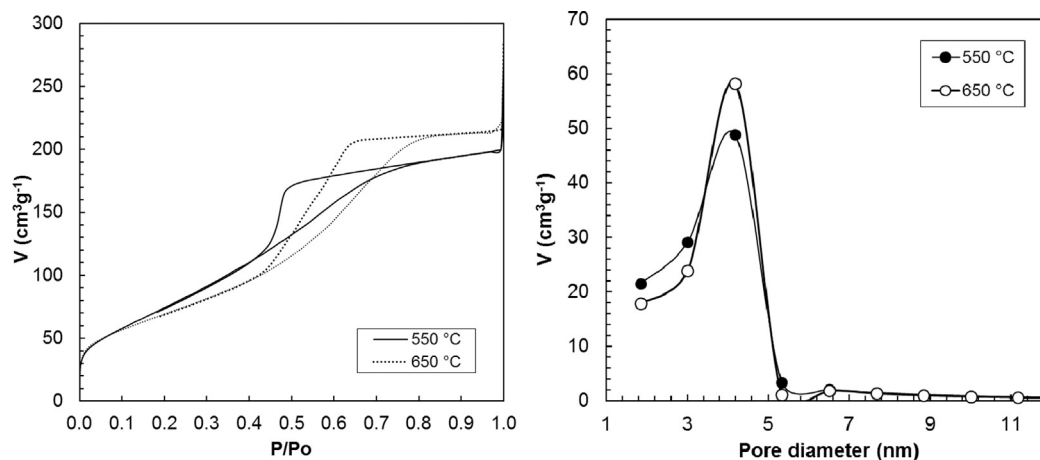 300
250
200
150
100
50
0
V (cm³g⁻¹)
0.0 0.1 0.2 0.3 0.4 0.5 0.6 0.7 0.8 0.9 1.0
P/Po
550 °C
650 °C
70
60
50
40
30
20
10
0
V (cm³g⁻¹)
1 3 5 7 9 11
Pore diameter (nm)
550 °C
650 °C